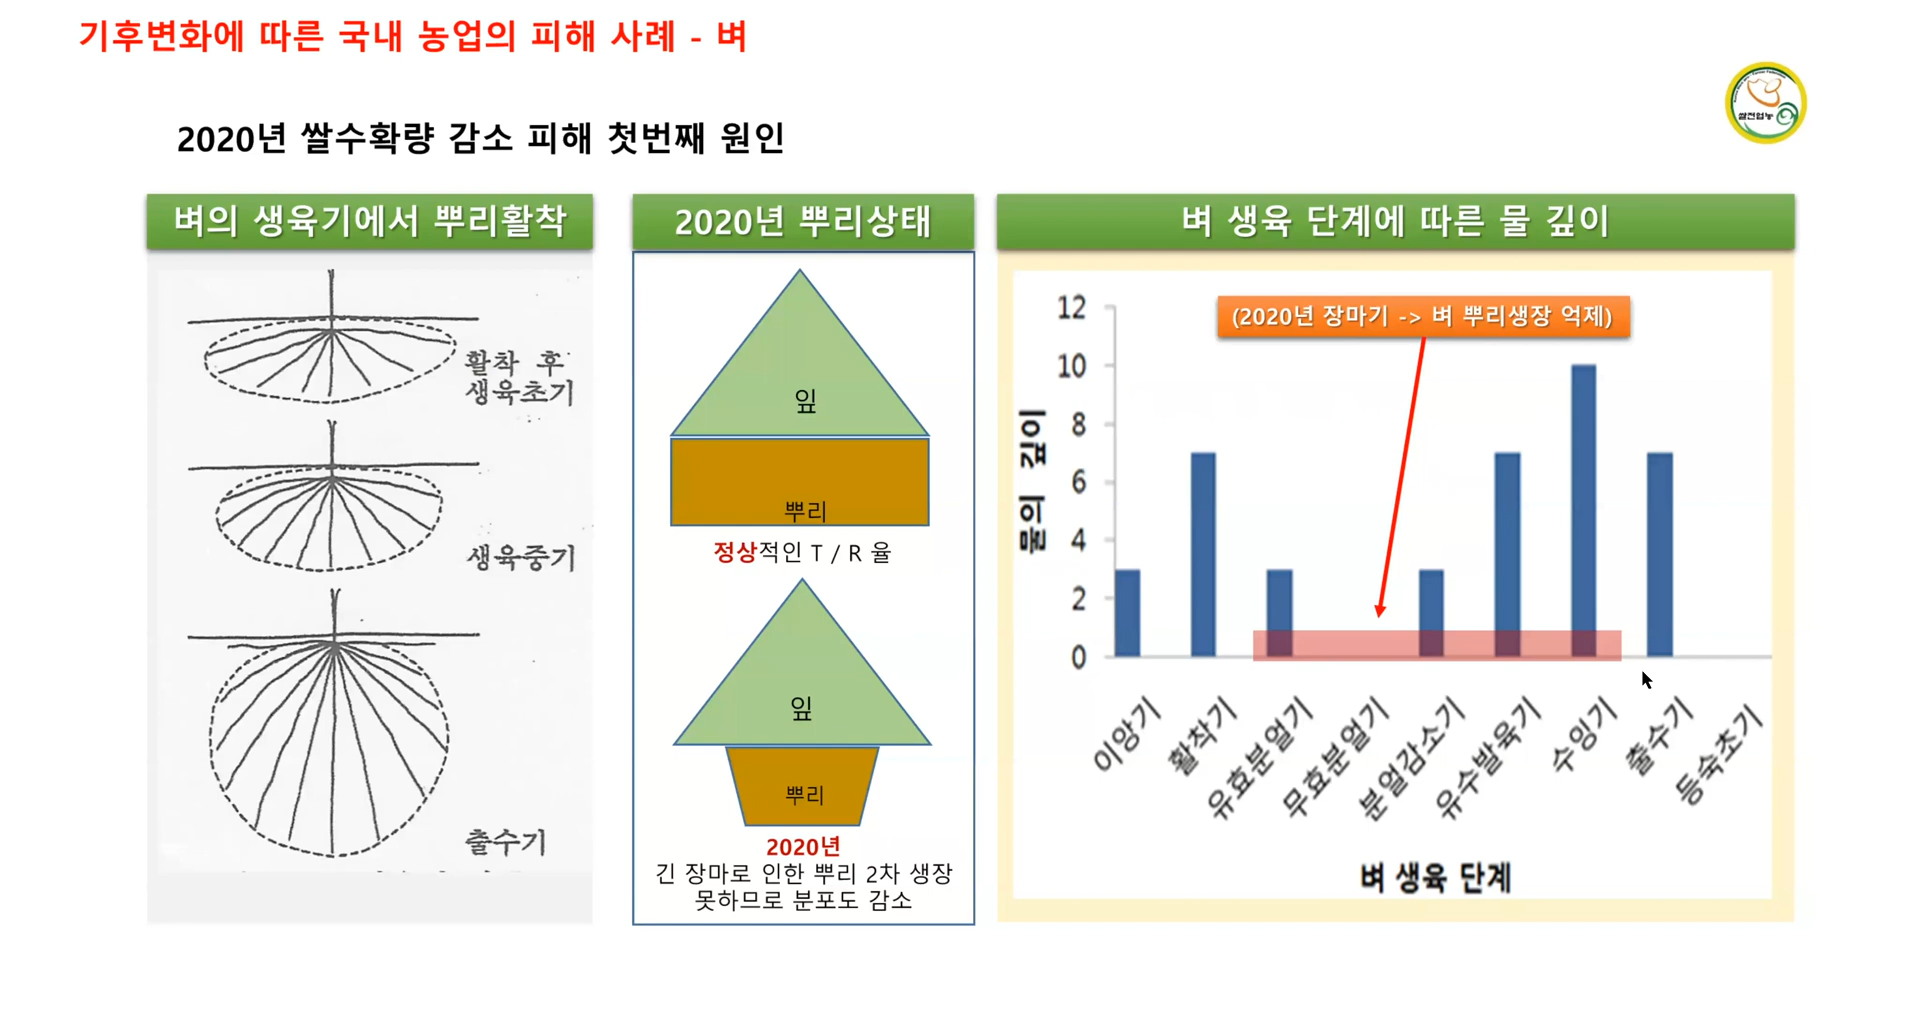 기후변화에 따른 국내 농업의 피해 사례 - 벼
쌀전업농
2020년 쌀수확량 감소 피해 첫번째 원인
벼의 생육기에서 뿌리활착
활착 후
생육초기
생육중기
출수기
2020년 뿌리상태
잎
뿌리
정상적인 T / R 율
잎
뿌리
2020년
긴 장마로 인한 뿌리 2차 생장
못하므로 분포도 감소
벼 생육 단계에 따른 물 깊이
(2020년 장마기 -> 벼 뿌리생장 억제)
물의 깊이
12
10
8
6
4
2
0
이앙기
활착기
유효분얼기
무효분얼기
분얼감소기
유수발육기
수잉기
출수기
등숙초기
벼 생육 단계